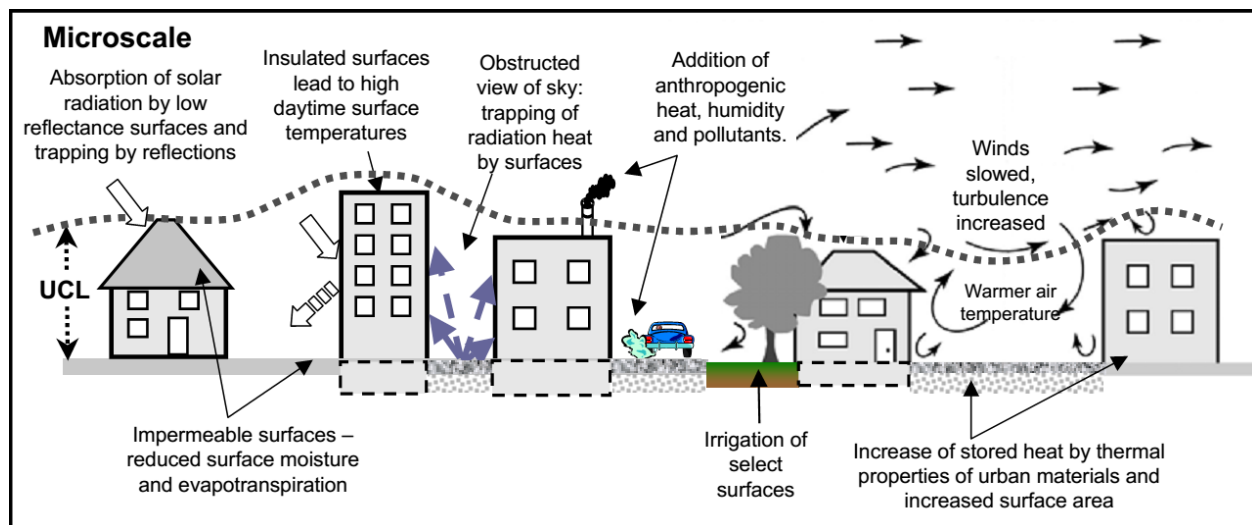 Microscale
Absorption of solar
radiation by low
reflectance surfaces and
trapping by reflections
Insulated surfaces
lead to high
daytime surface
temperatures
Obstructed
view of sky:
trapping of
radiation heat
by surfaces
Addition of
anthropogenic
heat, humidity
and pollutants.
Winds
slowed,
turbulence
increased
UCL
Warmer air
temperature
Impermeable surfaces –
reduced surface moisture
and evapotranspiration
Irrigation of
select
surfaces
Increase of stored heat by thermal
properties of urban materials and
increased surface area